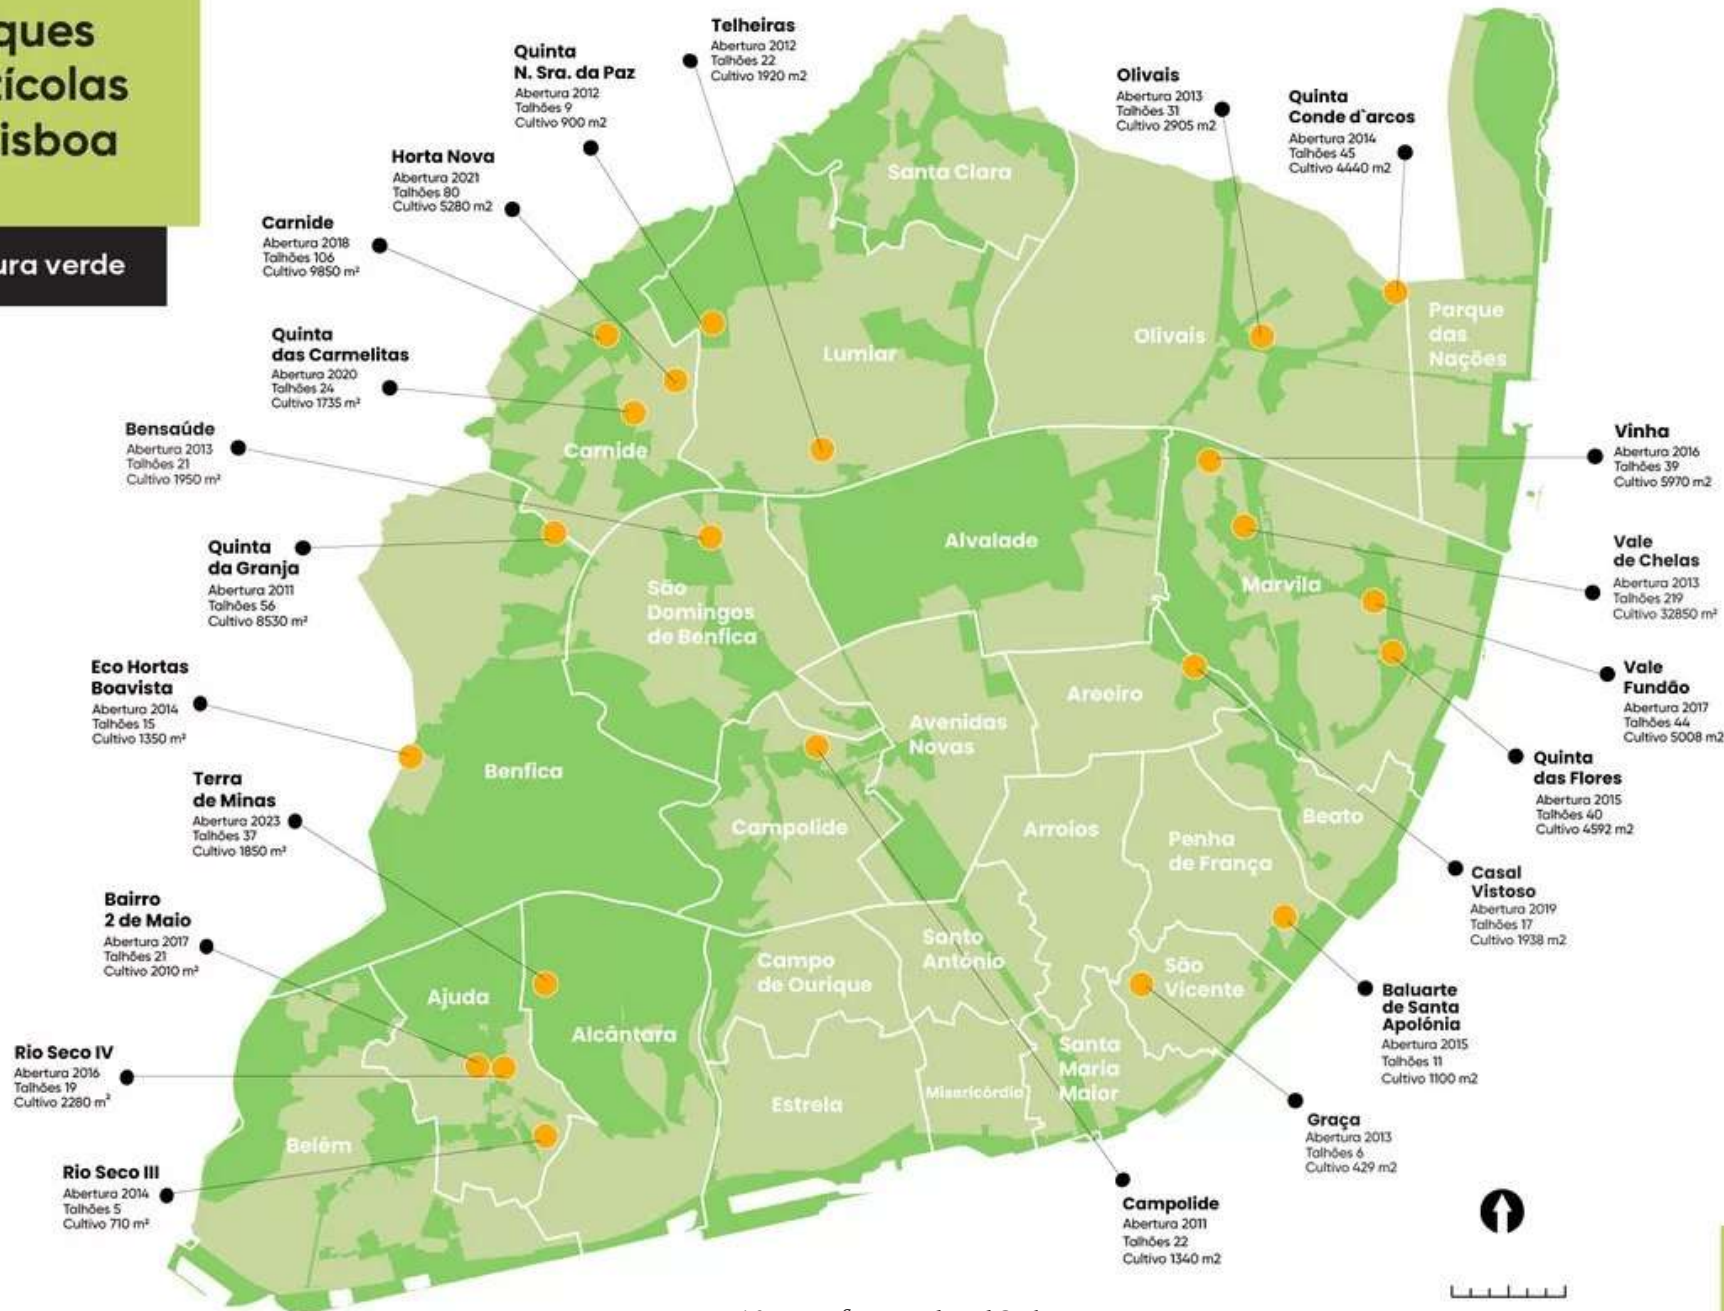 ques
tícolas
isboa
ura verde
Telheiras
Abertura 2012
Talhões 22
Cultivo 1920 m2
Quinta
N. Sra. da Paz
Abertura 2012
Talhões 9
Cultivo 900 m2
Horta Nova
Abertura 2021
Talhões 80
Cultivo 5280 m2
Carnide
Abertura 2018
Talhões 106
Cultivo 9850 m²
Quinta
das Carmelitas
Abertura 2020
Talhões 24
Cultivo 1735 m²
Bensaúde
Abertura 2013
Talhões 21
Cultivo 1950 m²
Quinta
da Granja
Abertura 2011
Talhões 56
Cultivo 8530 m²
Eco Hortas
Boavista
Abertura 2014
Talhões 15
Cultivo 1350 m²
Terra
de Minas
Abertura 2023
Talhões 37
Cultivo 1850 m²
Bairro
2 de Maio
Abertura 2017
Talhões 21
Cultivo 2010 m²
Rio Seco IV
Abertura 2016
Talhões 19
Cultivo 2280 m²
Rio Seco III
Abertura 2014
Talhões 5
Cultivo 710 m²
Olivais
Abertura 2013
Talhões 31
Cultivo 2905 m2
Quinta
Conde d`arcos
Abertura 2014
Talhões 45
Cultivo 4440 m2
Vinha
Abertura 2016
Talhões 39
Cultivo 5970 m2
Vale
de Chelas
Abertura 2013
Talhões 219
Cultivo 32850 m²
Vale
Fundão
Abertura 2017
Talhões 44
Cultivo 5008 m2
Quinta
das Flores
Abertura 2015
Talhões 40
Cultivo 4592 m2
Casal
Vistoso
Abertura 2019
Talhões 17
Cultivo 1938 m2
Baluarte
de Santa
Apolónia
Abertura 2015
Talhões 11
Cultivo 1100 m2
Graça
Abertura 2013
Talhões 6
Cultivo 429 m2
Campolide
Abertura 2011
Talhões 22
Cultivo 1340 m2
Santa Clara
Lumiar
Olivais
Parque
das
Nações
Carnide
Alvalade
São
Domingos
de Benfica
Marvila
Areeiro
Avenidas
Novas
Benfica
Campolide
Arroios
Penha
de França
Beato
Santo
António
Campo
de Ourique
São
Vicente
Ajuda
Alcântara
Santa
Maria
Maior
Misericórdia
Estrela
Belém